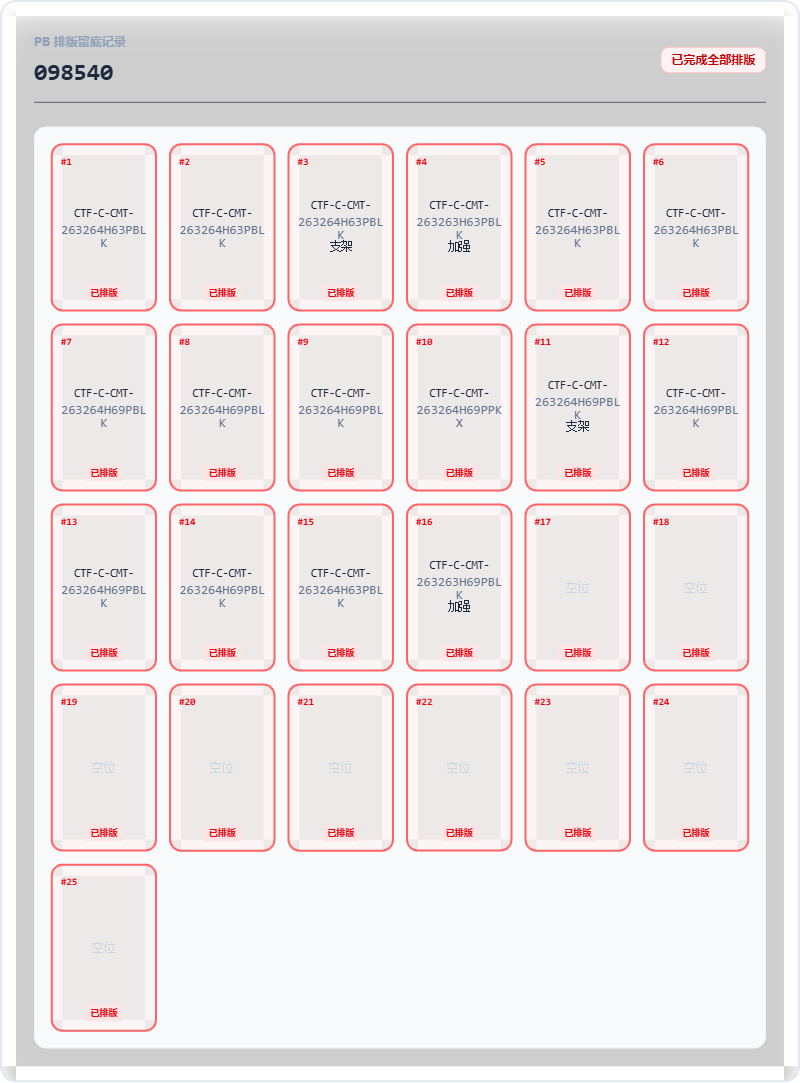 PB 排版留底记录
098540
已完成全部排版
#1
CTF-C-CMT-
263264H63PBL
K
已排版
#2
CTF-C-CMT-
263264H63PBL
K
已排版
#3
CTF-C-CMT-
263264H63PBL
K
支架
已排版
#4
CTF-C-CMT-
263263H63PBL
K
加强
已排版
#5
CTF-C-CMT-
263264H63PBL
K
已排版
#6
CTF-C-CMT-
263264H63PBL
K
已排版
#7
CTF-C-CMT-
263264H69PBL
K
已排版
#8
CTF-C-CMT-
263264H69PBL
K
已排版
#9
CTF-C-CMT-
263264H69PBL
K
已排版
#10
CTF-C-CMT-
263264H69PPK
X
已排版
#11
CTF-C-CMT-
263264H69PBL
K
支架
已排版
#12
CTF-C-CMT-
263264H69PBL
K
已排版
#13
CTF-C-CMT-
263264H69PBL
K
已排版
#14
CTF-C-CMT-
263264H69PBL
K
已排版
#15
CTF-C-CMT-
263264H63PBL
K
已排版
#16
CTF-C-CMT-
263263H69PBL
K
加强
已排版
#17
空位
已排版
#18
空位
已排版
#19
空位
已排版
#20
空位
已排版
#21
空位
已排版
#22
空位
已排版
#23
空位
已排版
#24
空位
已排版
#25
空位
已排版